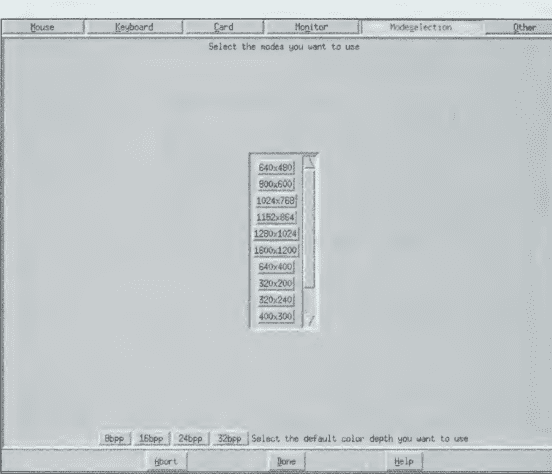 Mouse Keyboard Card Monitor Modeselection Other
Select the modes you want to use
640x480
800x600
1024x768
1152x864
1280x1024
1600x1200
640x400
320x200
320x240
400x300
8bpp 16bpp 24bpp 32bpp Select the default color depth you want to use
Abort Done Help